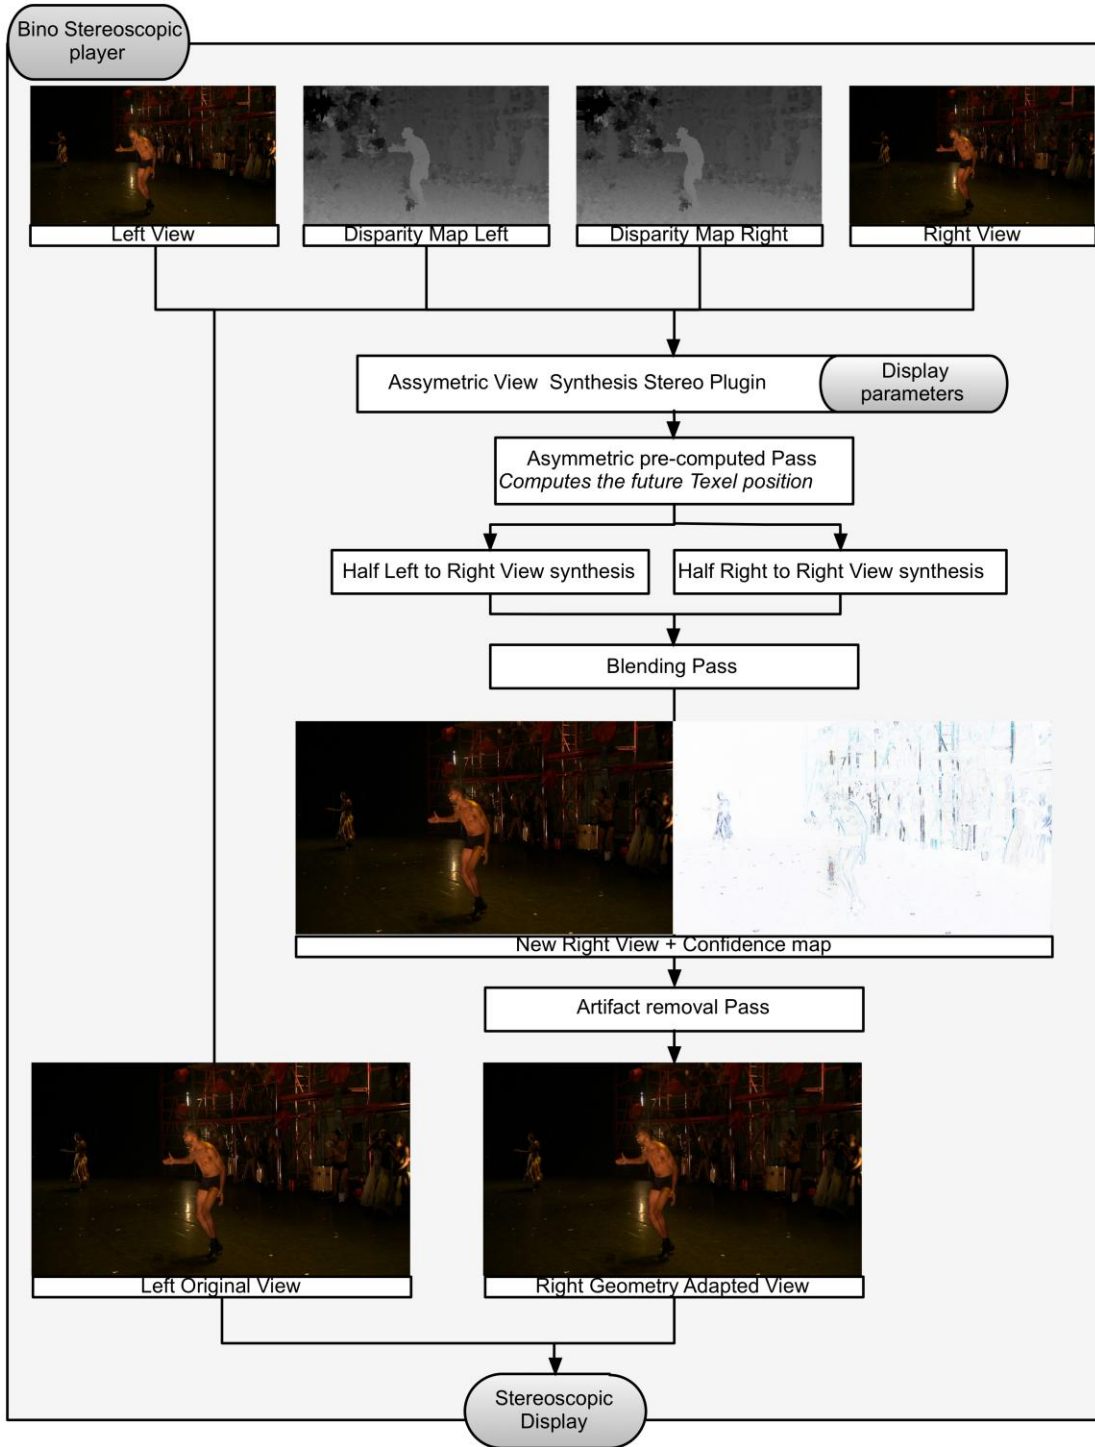 Bino Stereoscopic
player
Left View
Disparity Map Left
Disparity Map Right
Right View
Assymetric View Synthesis Stereo Plugin
Display
parameters
Asymmetric pre-computed Pass
Computes the future Texel position
Half Left to Right View synthesis
Half Right to Right View synthesis
Blending Pass
New Right View + Confidence map
Artifact removal Pass
Left Original View
Right Geometry Adapted View
Stereoscopic
Display